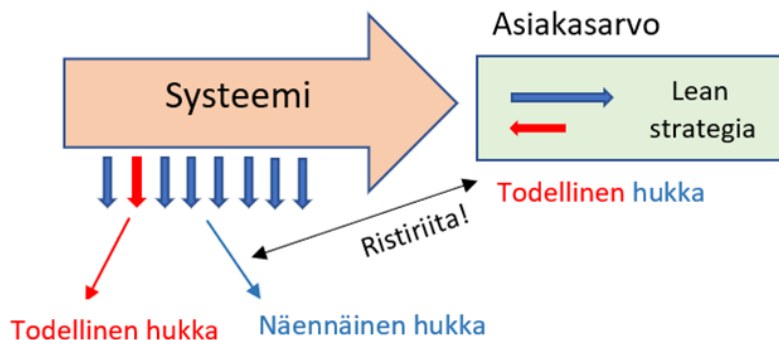 Asiakasarvo
Systeemi
Lean
strategia
Todellinen hukka
Ristiriita!
Todellinen hukka
Näennäinen hukka